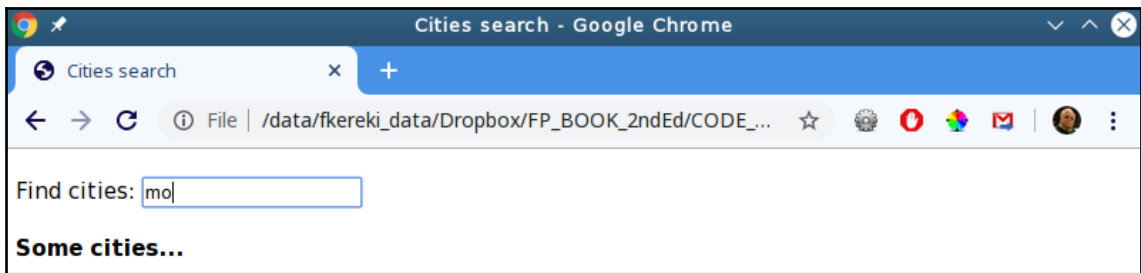 Cities search - Google Chrome
Cities search
File | /data/fkereki_data/Dropbox/FP_BOOK_2ndEd/CODE_...
Find cities: mo
Some cities...